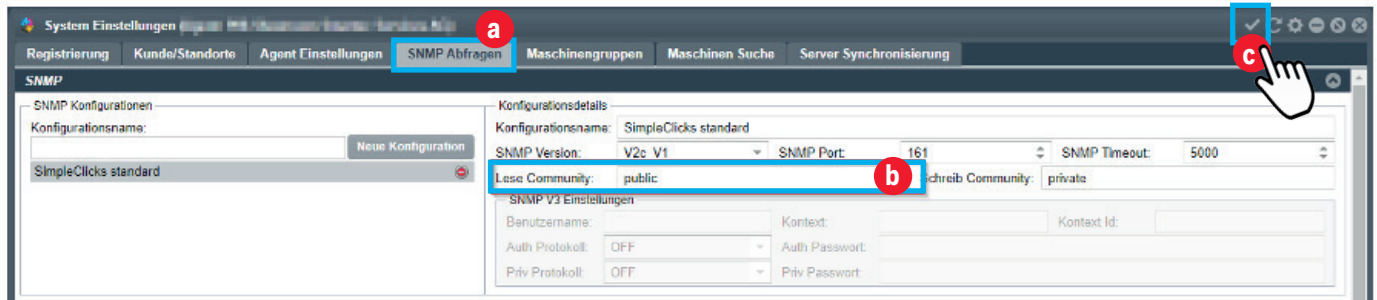 System Einstellungen
a
Registrierung Kunde/Standorte Agent Einstellungen SNMP Abfragen Maschinengruppen Maschinen Suche Server Synchronisierung
c
SNMP
SNMP Konfigurationen
Konfigurationsname:
Neue Konfiguration
SimpleClicks standard
Konfigurationsdetails
Konfigurationsname: SimpleClicks standard
SNMP Version: V2c V1 SNMP Port: 161 SNMP Timeout: 5000
Lese Community: public b Schreib Community: private
SNMP V3 Einstellungen
Benutzername: Kontext: Kontext Id:
Auth Protokoll: OFF Auth Passwort:
Priv Protokoll: OFF Priv Passwort: